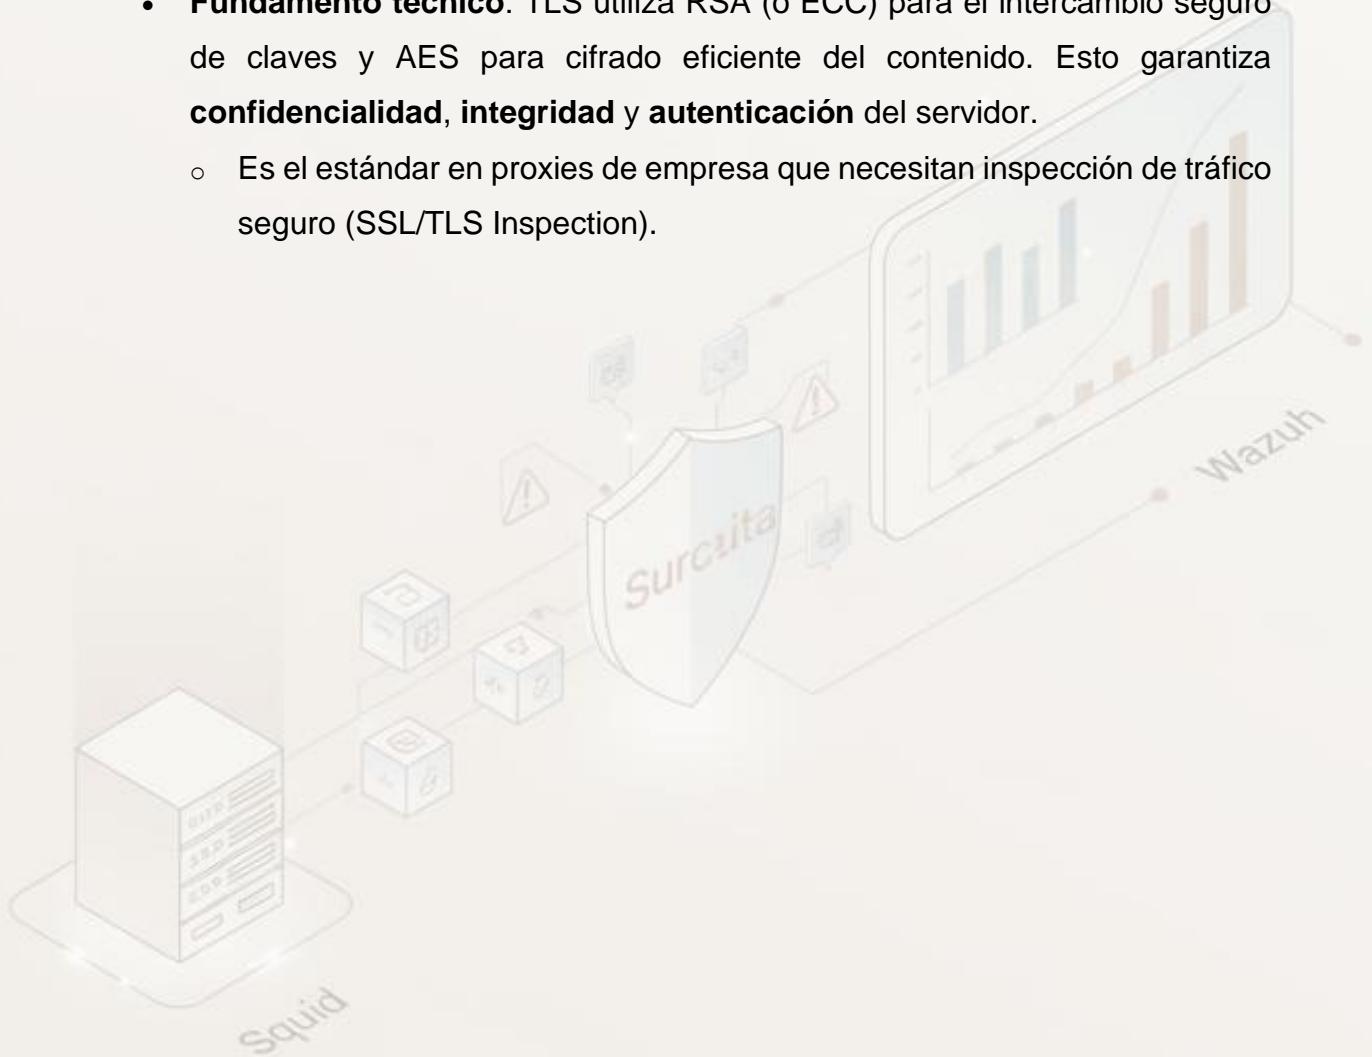 • Fundamento técnico: TLS utiliza RSA (o ECC) para el intercambio seguro
de claves y AES para cifrado eficiente del contenido. Esto garantiza
confidencialidad, integridad y autenticación del servidor.
o Es el estándar en proxies de empresa que necesitan inspección de tráfico
seguro (SSL/TLS Inspection).
Wazuh
Squid